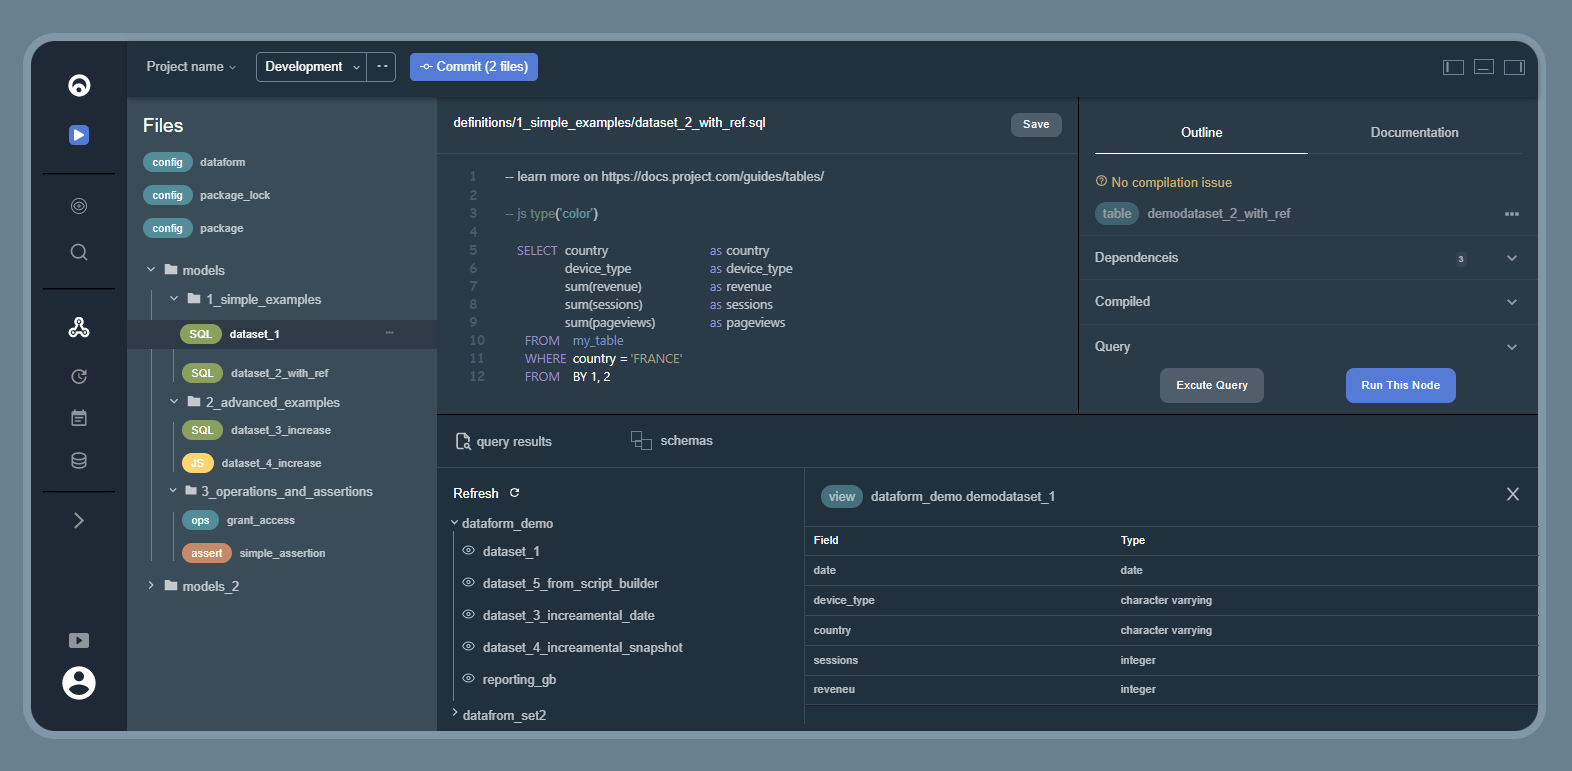 Project name
Development
Commit (2 files)
Files
config dataform
config package_lock
config package
models
1_simple_examples
SQL dataset_1
SQL dataset_2_with_ref
2_advanced_examples
SQL dataset_3_increase
JS dataset_4_increase
3_operations_and_assertions
ops grant_access
assert simple_assertion
models_2
definitions/1_simple_examples/dataset_2_with_ref.sql
Save
1 -- learn more on https://docs.project.com/guides/tables/
2
3 -- js type('color')
4
5 SELECT country as country
6 device_type as device_type
7 sum(revenue) as revenue
8 sum(sessions) as sessions
9 sum(pageviews) as pageviews
10 FROM my_table
11 WHERE country = 'FRANCE'
12 FROM BY 1, 2
Outline
Documentation
No compilation issue
table demodataset_2_with_ref
Dependenceis 3
Compiled
Query
Excute Query
Run This Node
query results
schemas
Refresh
dataform_demo
dataset_1
dataset_5_from_script_builder
dataset_3_increamental_date
dataset_4_increamental_snapshot
reporting_gb
datafrom_set2
view dataform_demo.demodataset_1
Field Type
date date
device_type character varrying
country character varrying
sessions integer
reveneu integer